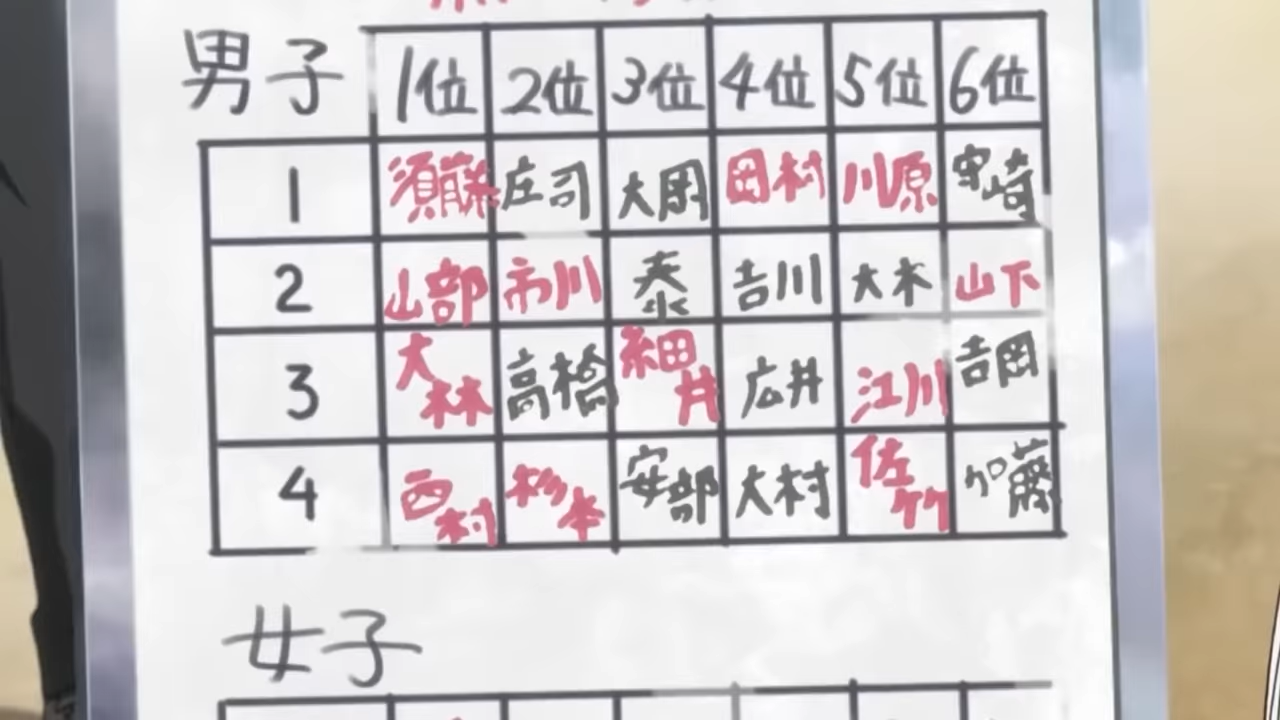 男子 1位 2位 3位 4位 5位 6位
1 須藤 庄司 大関 田村 川原 宮崎
2 山部 市川 泰 吉川 大木 山下
3 大林 高橋 細井 広井 江川 吉岡
4 西村 杉本 安部 大村 佐竹 加藤
女子